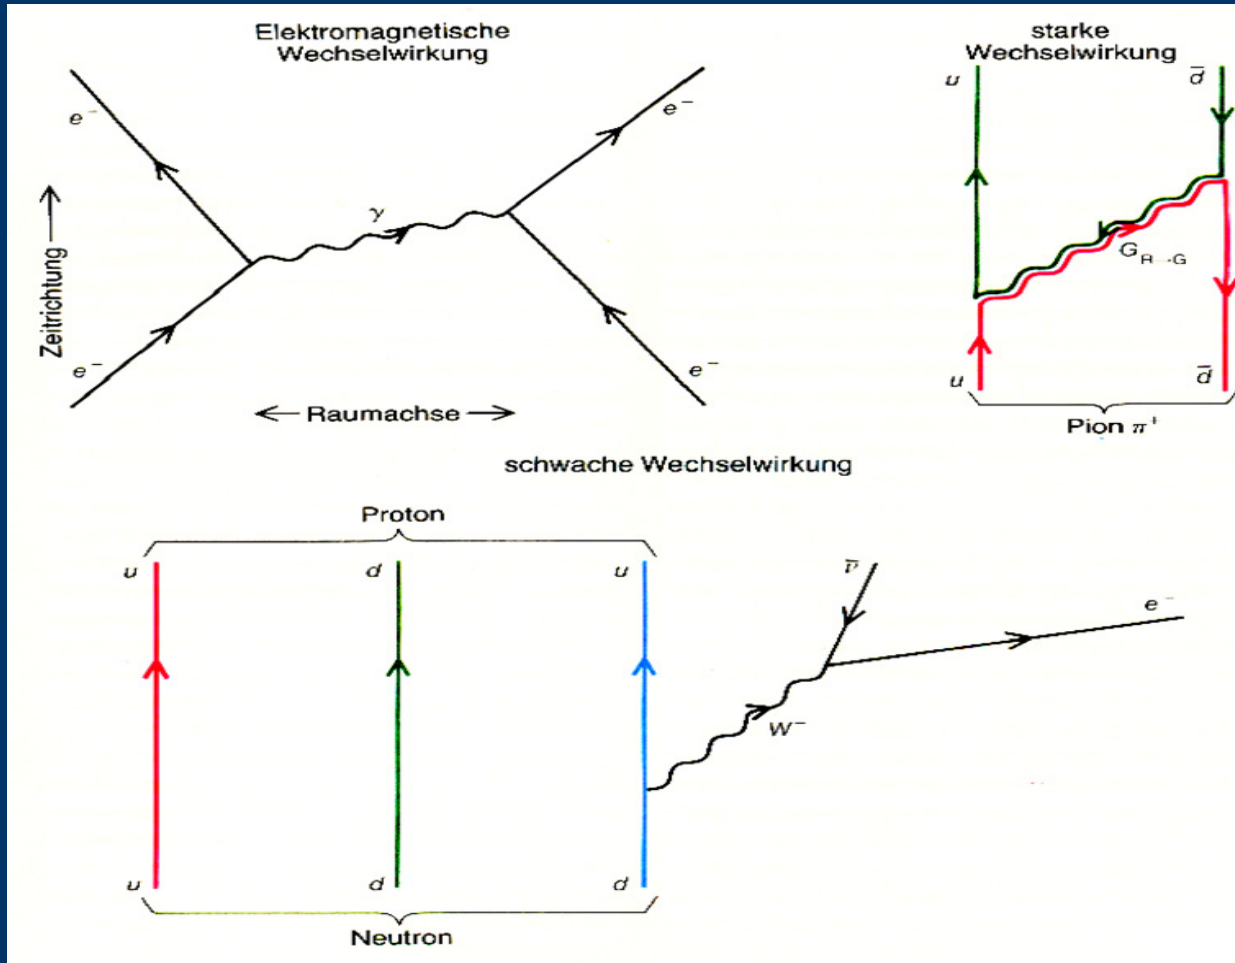 Elektromagnetische
Wechselwirkung
starke
Wechselwirkung
u
d̅
e⁻
e⁻
γ
G R→G
Zeitrichtung →
e⁻
e⁻
u
d̅
← Raumachse →
Pion π⁺
schwache Wechselwirkung
Proton
u
d
u
ν̅
e⁻
W⁻
u
d
d
Neutron